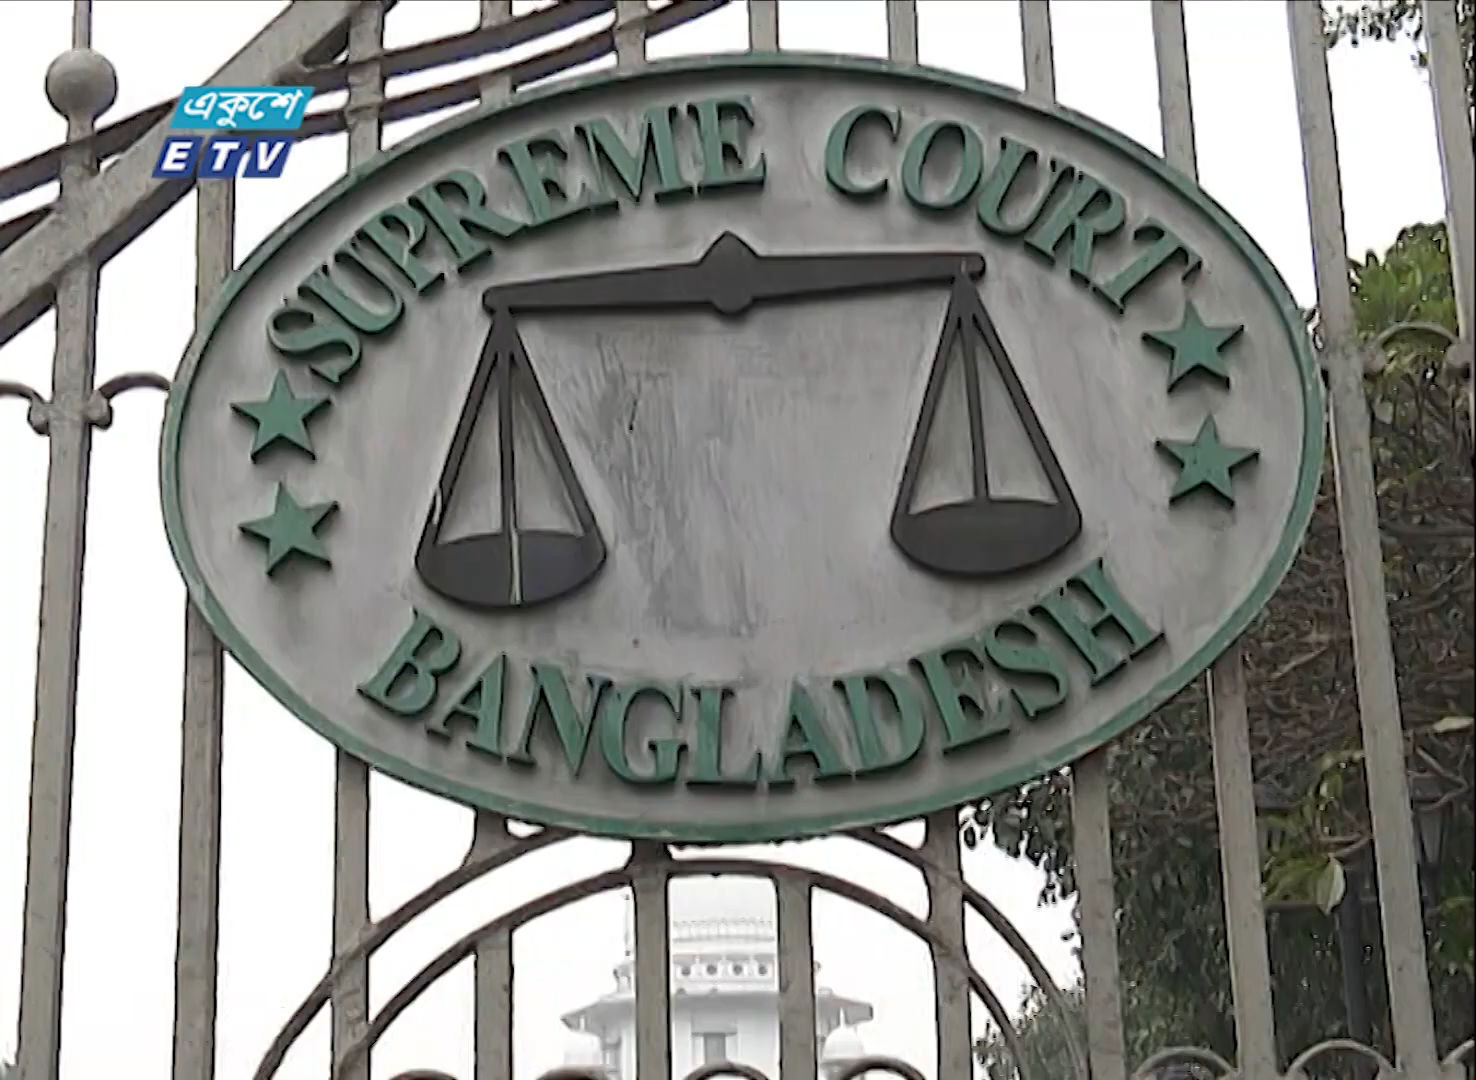 একুশে
ETV
SUPREME COURT
BANGLADESH